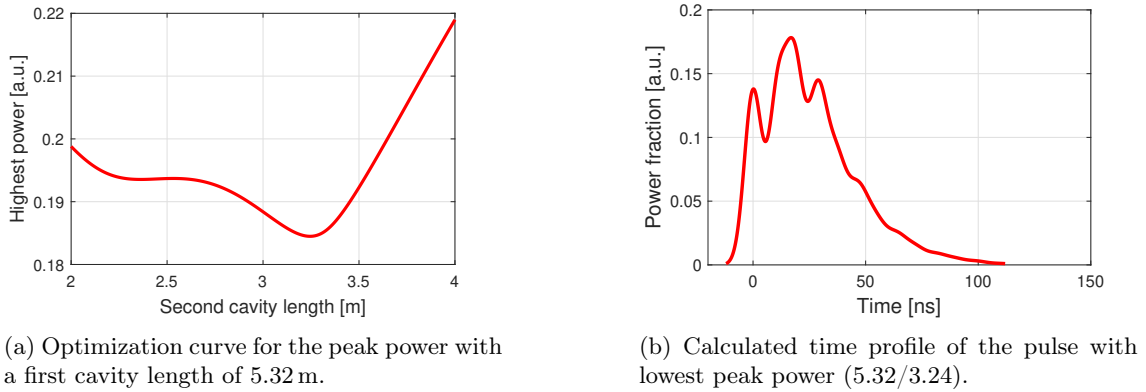 0.22
0.21
0.2
0.19
0.18
Highest power [a.u.]
2
2.5
3
3.5
4
Second cavity length [m]
(a) Optimization curve for the peak power with
a first cavity length of 5.32 m.
0.2
0.15
0.1
0.05
0
Power fraction [a.u.]
0
50
100
150
Time [ns]
(b) Calculated time profile of the pulse with
lowest peak power (5.32/3.24).